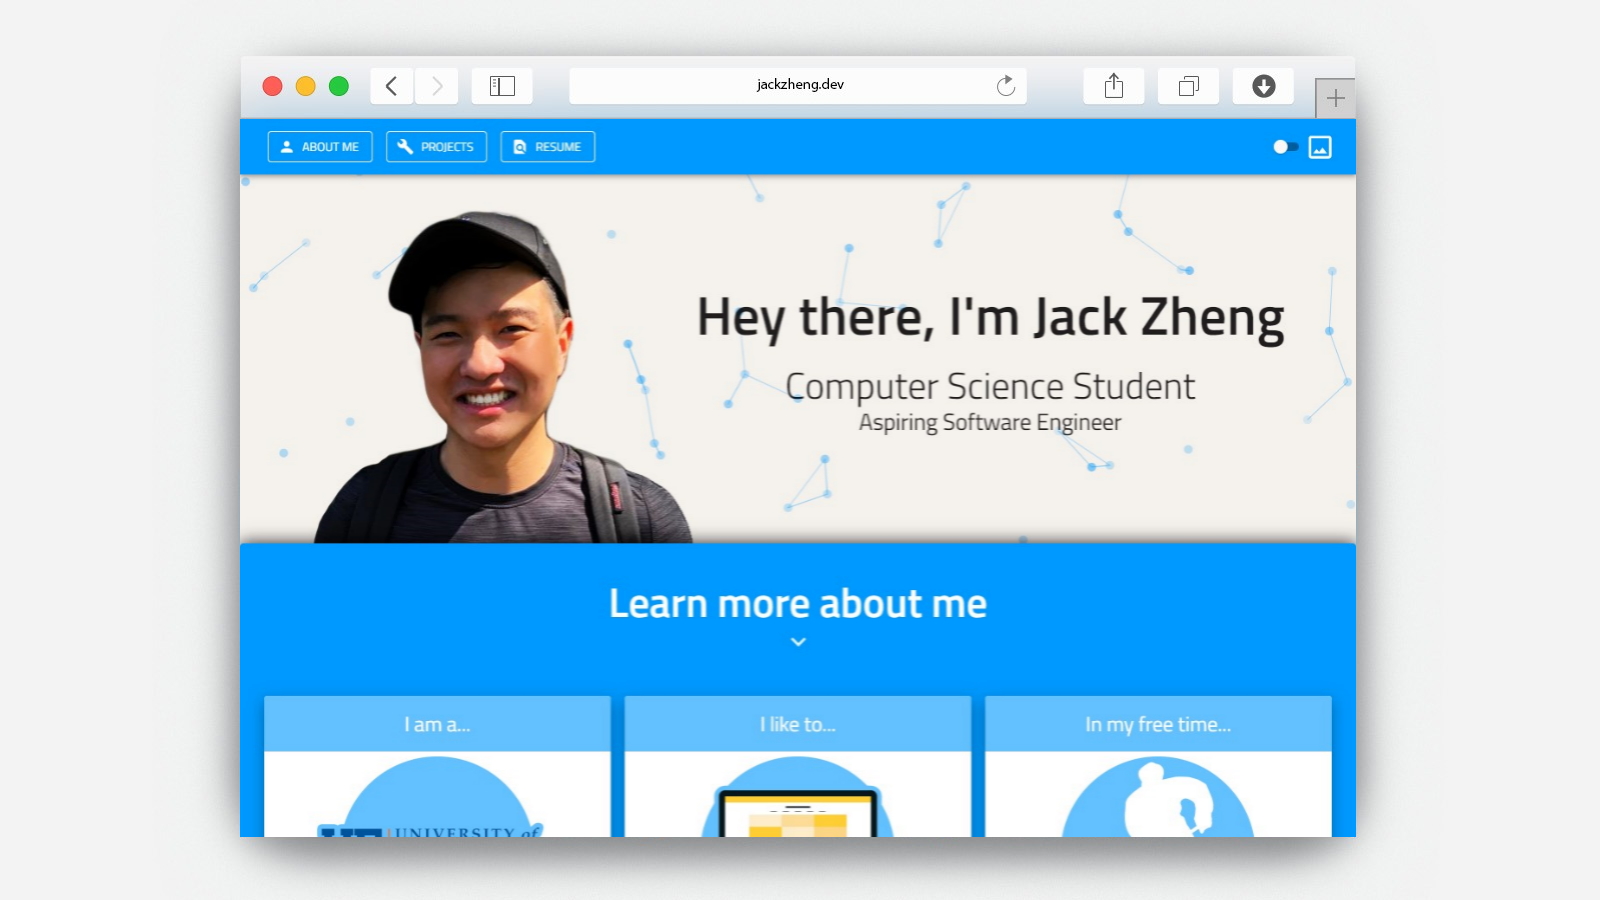 jackzheng.dev
ABOUT ME
PROJECTS
RESUME
Hey there, I'm Jack Zheng
Computer Science Student
Aspiring Software Engineer
Learn more about me
I am a...
I like to...
In my free time...
UNIVERSITY of